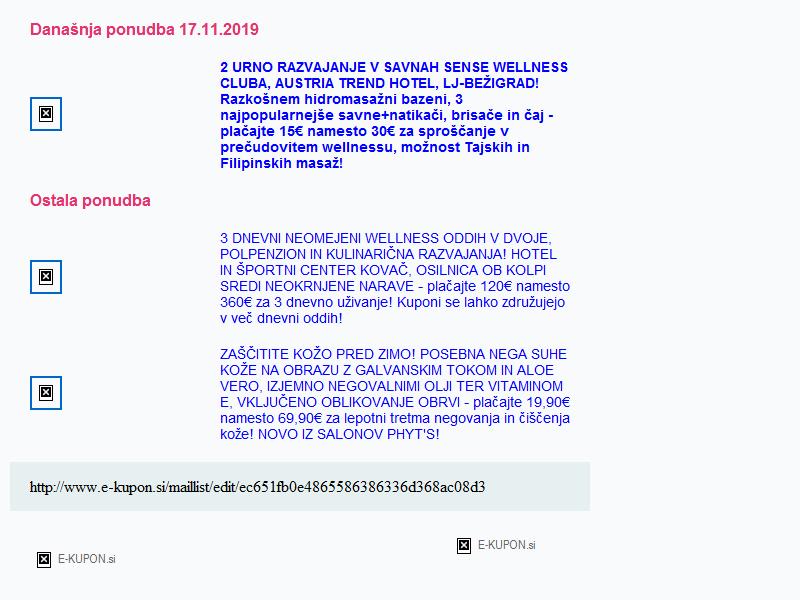 Današnja ponudba 17.11.2019
2 URNO RAZVAJANJE V SAVNAH SENSE WELLNESS
CLUBA, AUSTRIA TREND HOTEL, LJ-BEŽIGRAD!
Razkošnem hidromasažni bazeni, 3
najpopularnejše savne+natikači, brisače in čaj -
plačajte 15€ namesto 30€ za sproščanje v
prečudovitem wellnessu, možnost Tajskih in
Filipinskih masaž!
Ostala ponudba
3 DNEVNI NEOMEJENI WELLNESS ODDIH V DVOJE,
POLPENZION IN KULINARIČNA RAZVAJANJA! HOTEL
IN ŠPORTNI CENTER KOVAČ, OSILNICA OB KOLPI
SREDI NEOKRNJENE NARAVE - plačajte 120€ namesto
360€ za 3 dnevno uživanje! Kuponi se lahko združujejo
v več dnevni oddih!
ZAŠČITITE KOŽO PRED ZIMO! POSEBNA NEGA SUHE
KOŽE NA OBRAZU Z GALVANSKIM TOKOM IN ALOE
VERO, IZJEMNO NEGOVALNIMI OLJI TER VITAMINOM
E, VKLJUČENO OBLIKOVANJE OBRVI - plačajte 19,90€
namesto 69,90€ za lepotni tretma negovanja in čiščenja
kože! NOVO IZ SALONOV PHYT'S!
http://www.e-kupon.si/maillist/edit/ec651fb0e4865586386336d368ac08d3
E-KUPON.si
E-KUPON.si